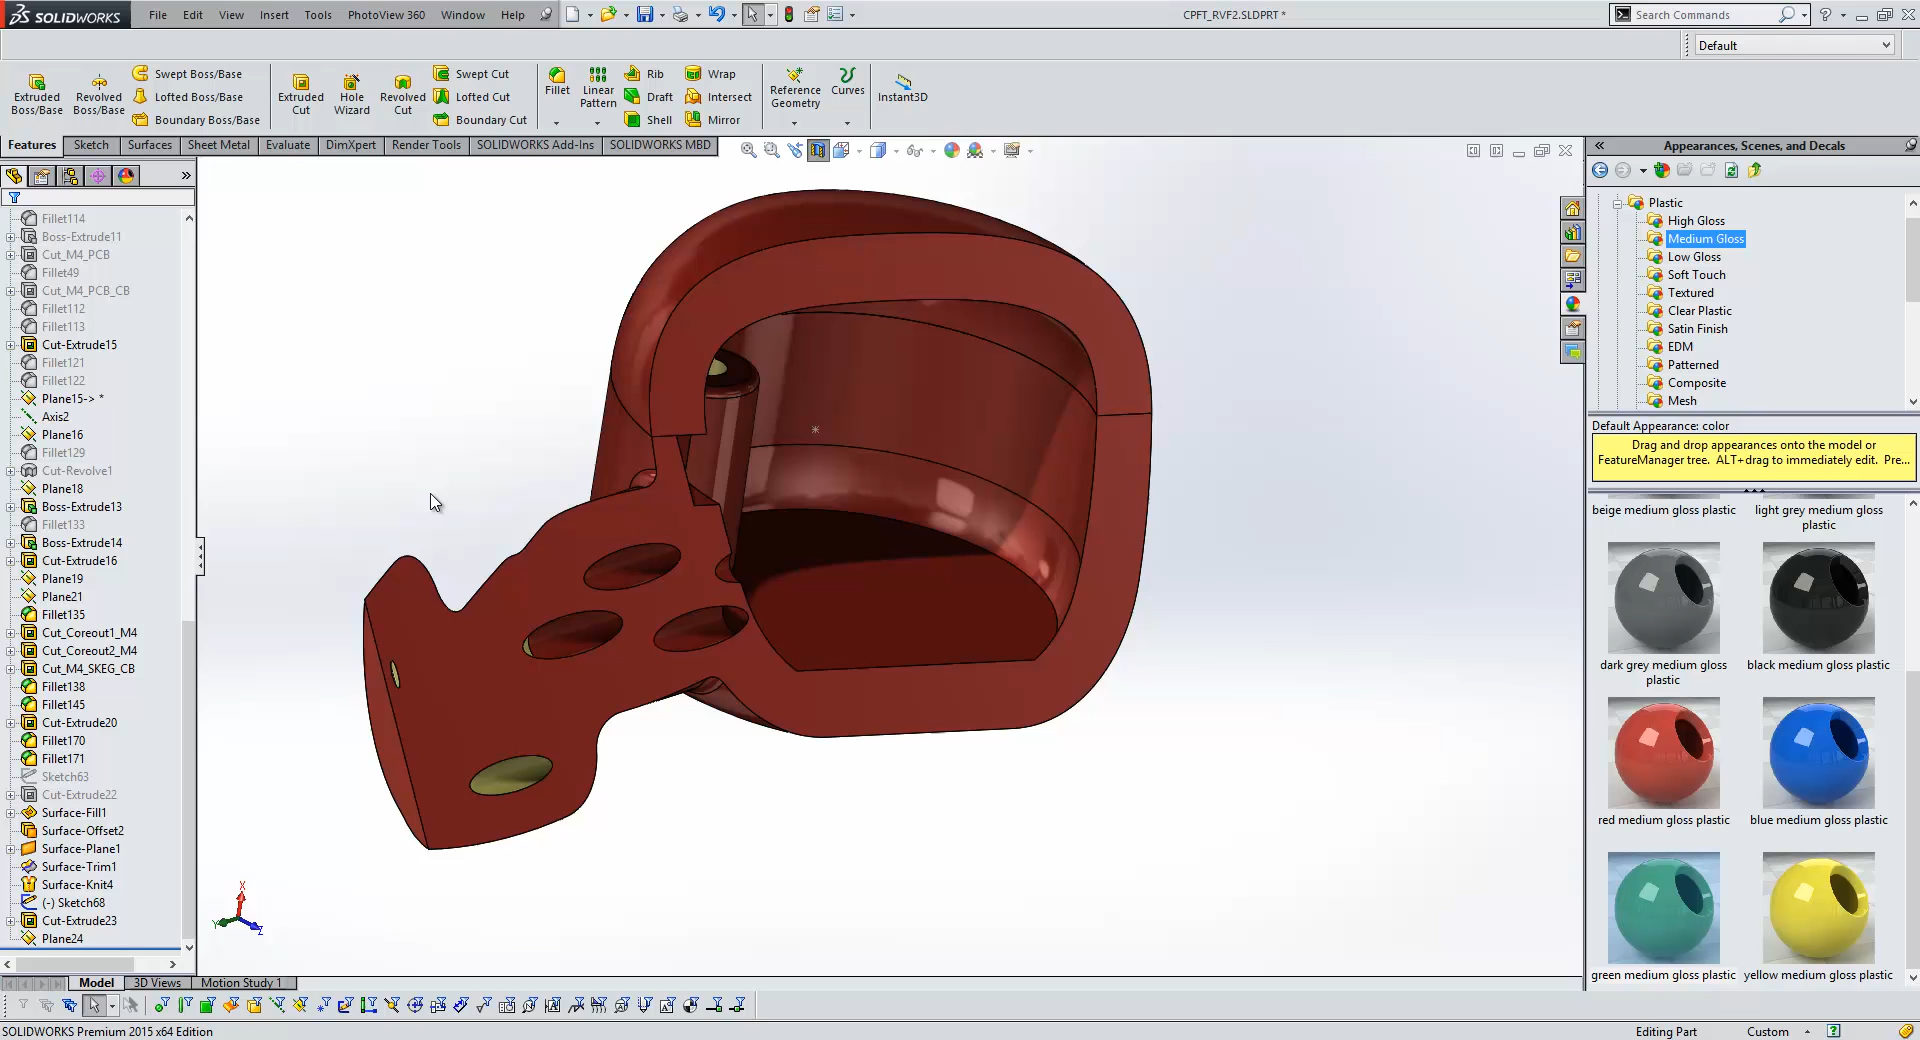 SOLIDWORKS
File Edit View Insert Tools PhotoView 360 Window Help
CPFT_RVF2.SLDPRT *
Search Commands
Default
Extruded Boss/Base
Revolved Boss/Base
Swept Boss/Base
Lofted Boss/Base
Boundary Boss/Base
Extruded Cut
Hole Wizard
Revolved Cut
Swept Cut
Lofted Cut
Boundary Cut
Fillet
Linear Pattern
Rib
Draft
Shell
Wrap
Intersect
Mirror
Reference Geometry
Curves
Instant3D
Features Sketch Surfaces Sheet Metal Evaluate DimXpert Render Tools SOLIDWORKS Add-Ins SOLIDWORKS MBD
Fillet114
Boss-Extrude11
Cut_M4_PCB
Fillet49
Cut_M4_PCB_CB
Fillet112
Fillet113
Cut-Extrude15
Fillet121
Fillet122
Plane15-> *
Axis2
Plane16
Fillet129
Cut-Revolve1
Plane18
Boss-Extrude13
Fillet133
Boss-Extrude14
Cut-Extrude16
Plane19
Plane21
Fillet135
Cut_Coreout1_M4
Cut_Coreout2_M4
Cut_M4_SKEG_CB
Fillet138
Fillet145
Cut-Extrude20
Fillet170
Fillet171
Sketch63
Cut-Extrude22
Surface-Fill1
Surface-Offset2
Surface-Plane1
Surface-Trim1
Surface-Knit4
(-) Sketch68
Cut-Extrude23
Plane24
X
Y
Z
Appearances, Scenes, and Decals
Plastic
High Gloss
Medium Gloss
Low Gloss
Soft Touch
Textured
Clear Plastic
Satin Finish
EDM
Patterned
Composite
Mesh
Default Appearance: color
Drag and drop appearances onto the model or
FeatureManager tree. ALT+drag to immediately edit. Pre...
beige medium gloss plastic
light grey medium gloss plastic
dark grey medium gloss plastic
black medium gloss plastic
red medium gloss plastic
blue medium gloss plastic
green medium gloss plastic
yellow medium gloss plastic
Model 3D Views Motion Study 1
SOLIDWORKS Premium 2015 x64 Edition
Editing Part
Custom